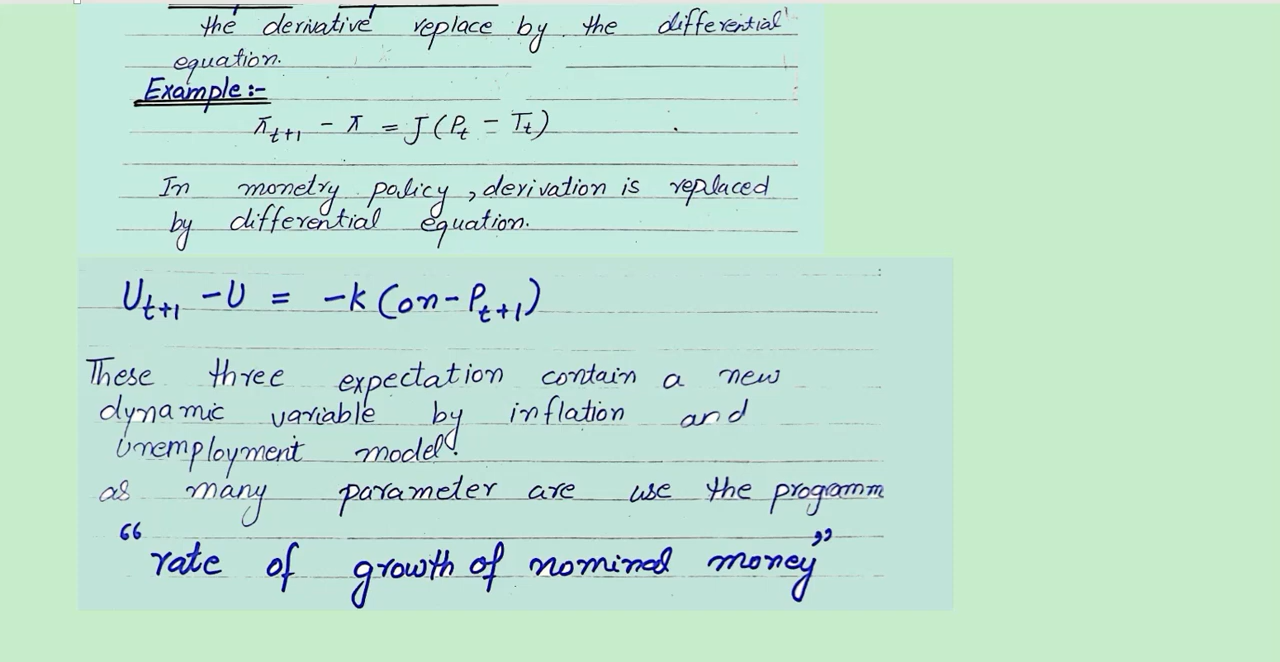 the derivative replace by the differential
equation.
Example :-
π_{t+1} - π = J (P_t - T_t)
In monetry policy, derivation is replaced
by differential equation.
U_{t+1} - U = -k (on - P_{t+1})
These three expectation contain a new
dynamic variable by inflation and
Unemployment model.
as many parameter are use the progamm
“rate of growth of nominal money”